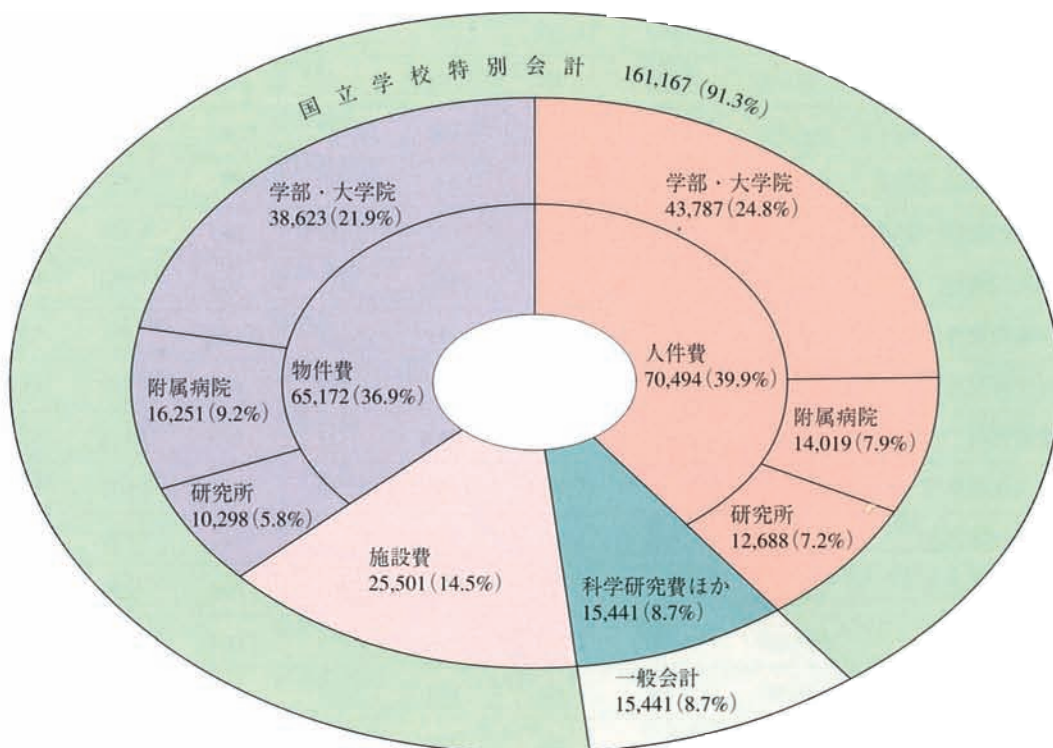 国立学校特別会計 161,167 (91.3%)
学部・大学院
38,623 (21.9%)
学部・大学院
43,787 (24.8%)
物件費
65,172 (36.9%)
人件費
70,494 (39.9%)
附属病院
16,251 (9.2%)
附属病院
14,019 (7.9%)
研究所
10,298 (5.8%)
研究所
12,688 (7.2%)
施設費
25,501 (14.5%)
科学研究費ほか
15,441 (8.7%)
一般会計
15,441 (8.7%)